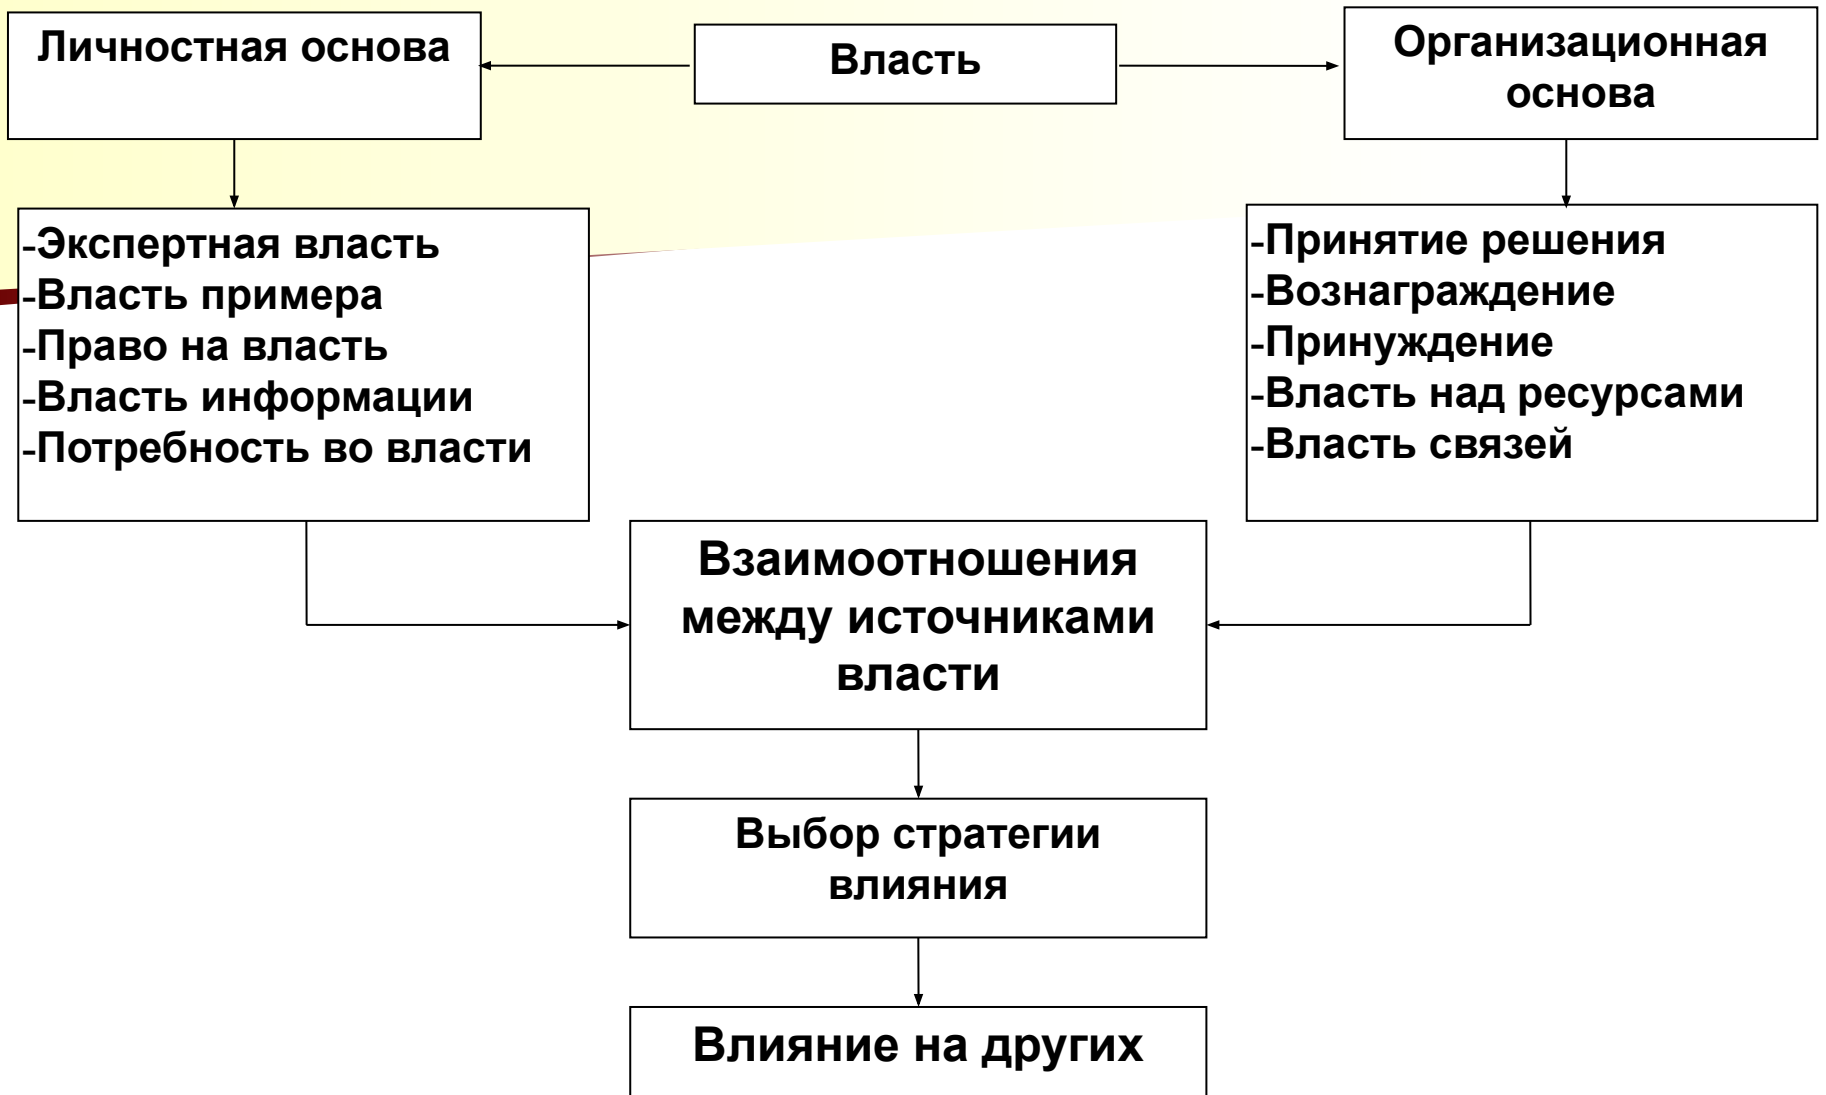 Личностная основа
Власть
Организационная
основа
-Экспертная власть
-Власть примера
-Право на власть
-Власть информации
-Потребность во власти
-Принятие решения
-Вознаграждение
-Принуждение
-Власть над ресурсами
-Власть связей
Взаимоотношения
между источниками
власти
Выбор стратегии
влияния
Влияние на других